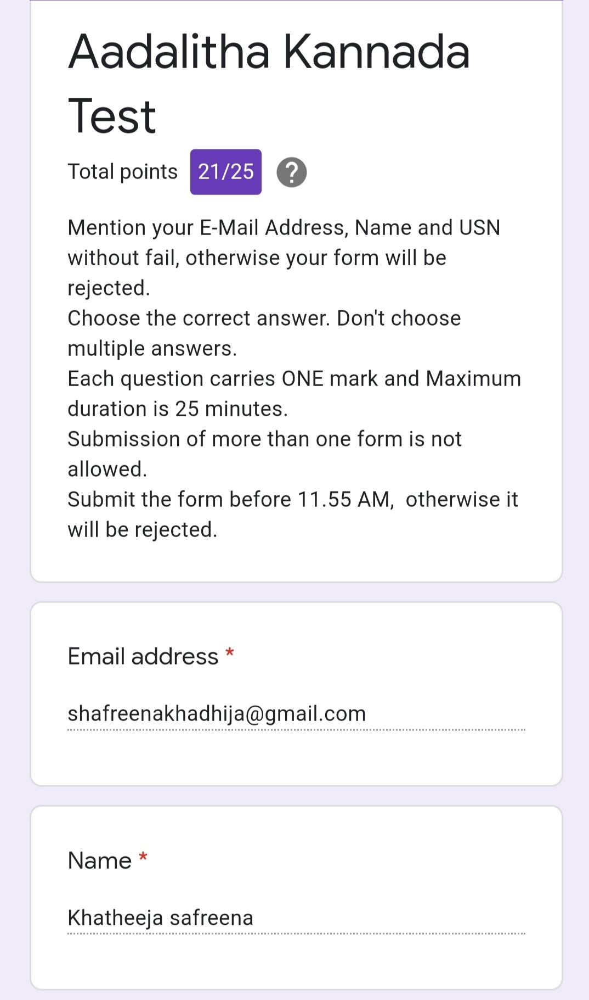 Aadalitha Kannada
Test
Total points 21/25 ?
Mention your E-Mail Address, Name and USN
without fail, otherwise your form will be
rejected.
Choose the correct answer. Don't choose
multiple answers.
Each question carries ONE mark and Maximum
duration is 25 minutes.
Submission of more than one form is not
allowed.
Submit the form before 11.55 AM,  otherwise it
will be rejected.
Email address *
shafreenakhadhija@gmail.com
Name *
Khatheeja safreena